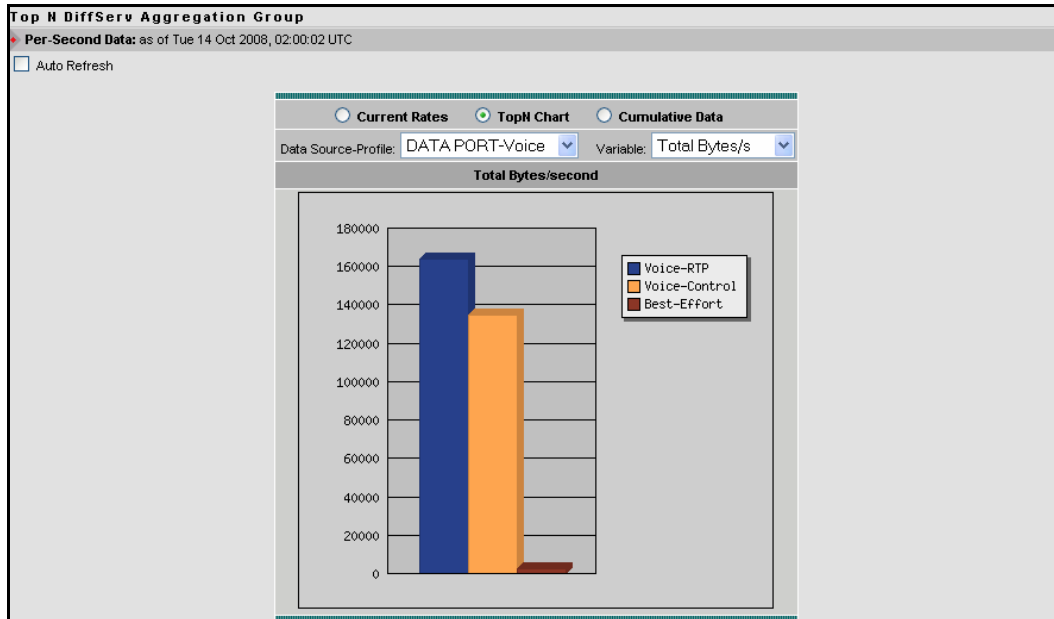 Top N DiffServ Aggregation Group
Per-Second Data: as of Tue 14 Oct 2008, 02:00:02 UTC
Auto Refresh
Current Rates TopN Chart Cumulative Data
Data Source-Profile: DATA PORT-Voice Variable: Total Bytes/s
Total Bytes/second
180000
160000
140000
120000
100000
80000
60000
40000
20000
0
Voice-RTP
Voice-Control
Best-Effort